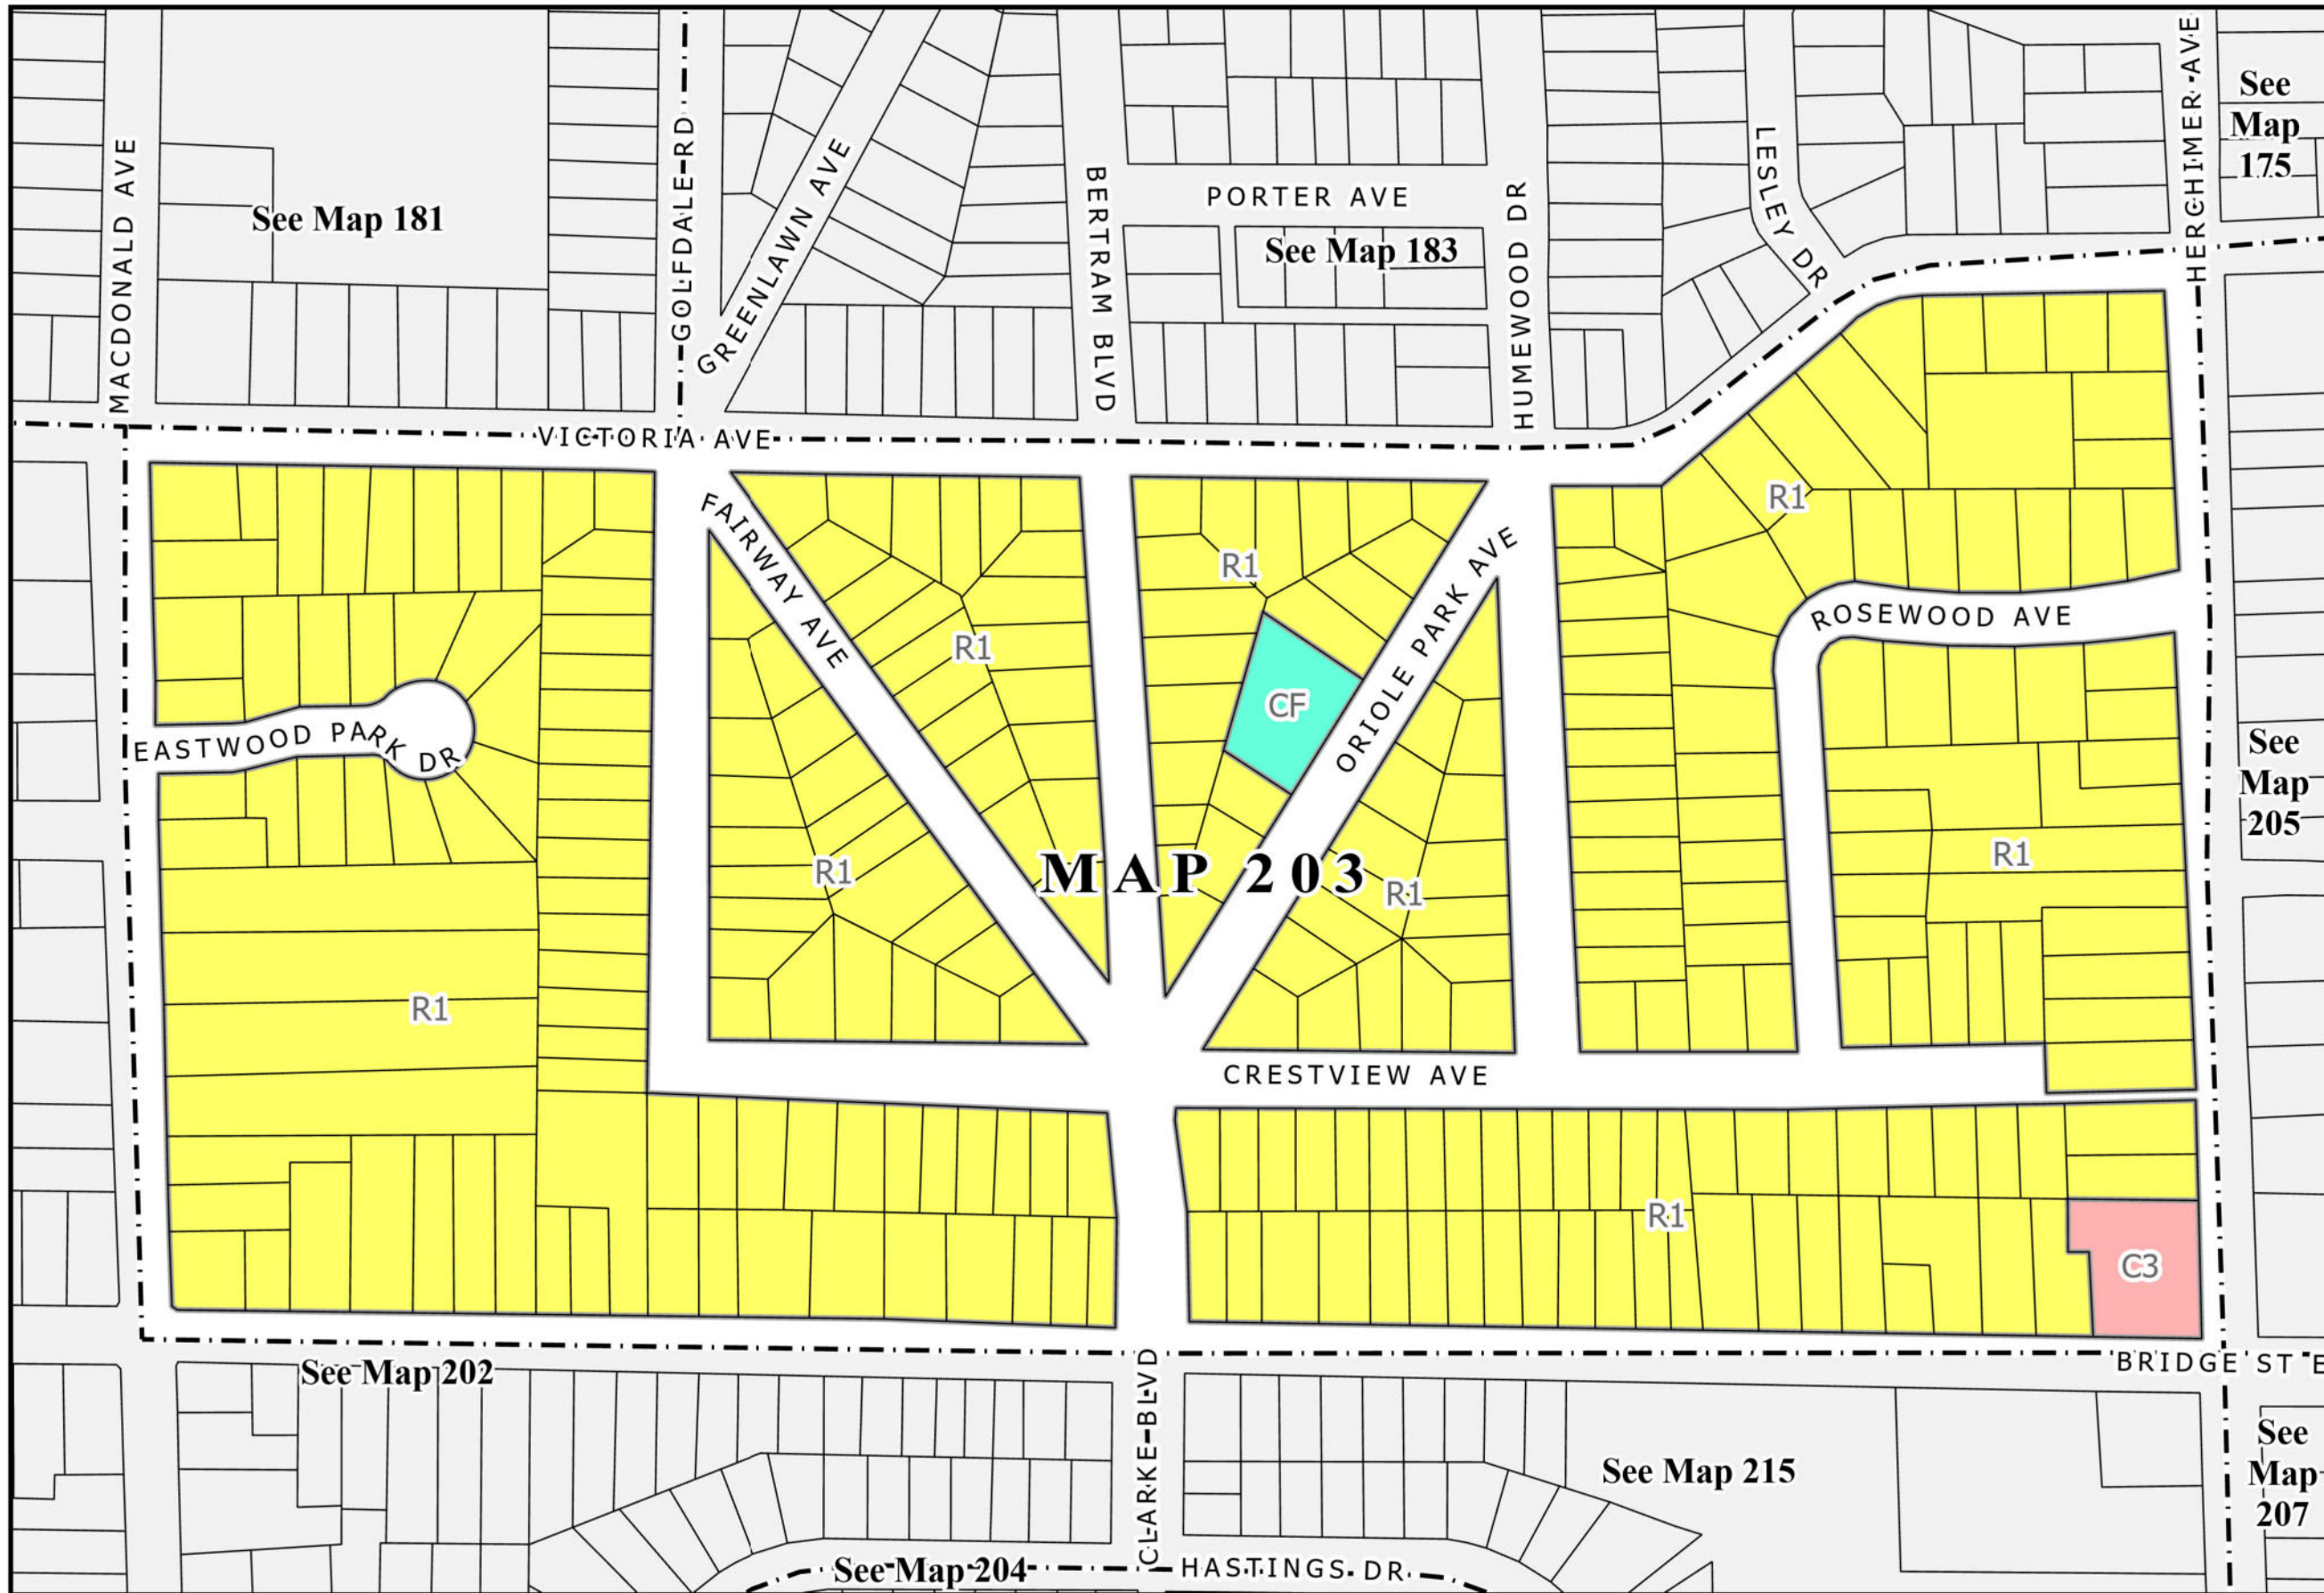 HERCHIMER AVE
See
Map
175
MACDONALD AVE
GOLFDALE RD
GREENLAWN AVE
BERTRAM BLVD
PORTER AVE
HUMEWOOD DR
LESLEY DR
See Map 181
See Map 183
VICTORIA AVE
FAIRWAY AVE
R1
R1
ORIOLE PARK AVE
R1
ROSEWOOD AVE
R1
CF
EASTWOOD PARK DR
See
Map
205
MAP 203
R1
R1
R1
R1
CRESTVIEW AVE
R1
C3
See Map 202
CLARKE BLVD
BRIDGE ST E
See Map 215
See
Map
207
See Map 204
HASTINGS DR